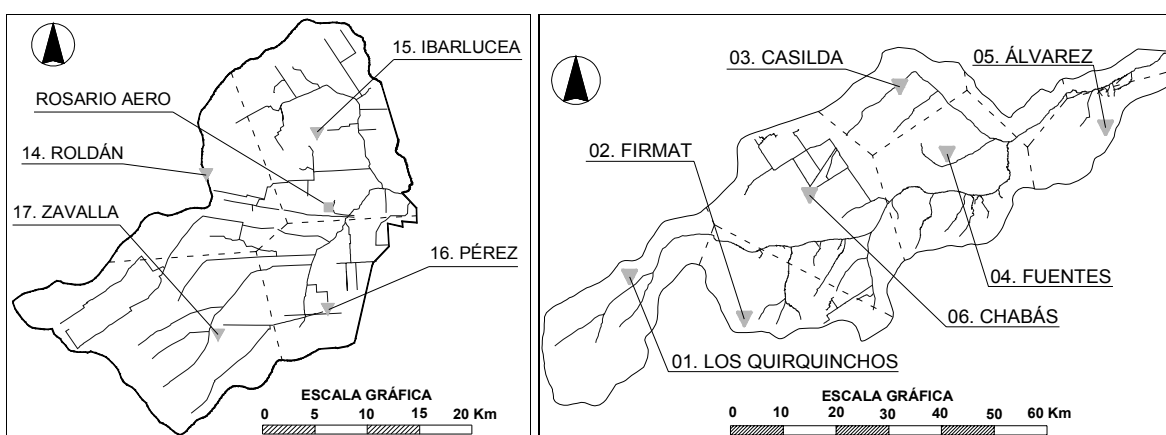 15. IBARLUCEA
ROSARIO AERO
14. ROLDÁN
17. ZAVALLA
16. PÉREZ
ESCALA GRÁFICA
0 5 10 15 20 Km
03. CASILDA
05. ÁLVAREZ
02. FIRMAT
04. FUENTES
06. CHABÁS
01. LOS QUIRQUINCHOS
ESCALA GRÁFICA
0 10 20 30 40 50 60 Km